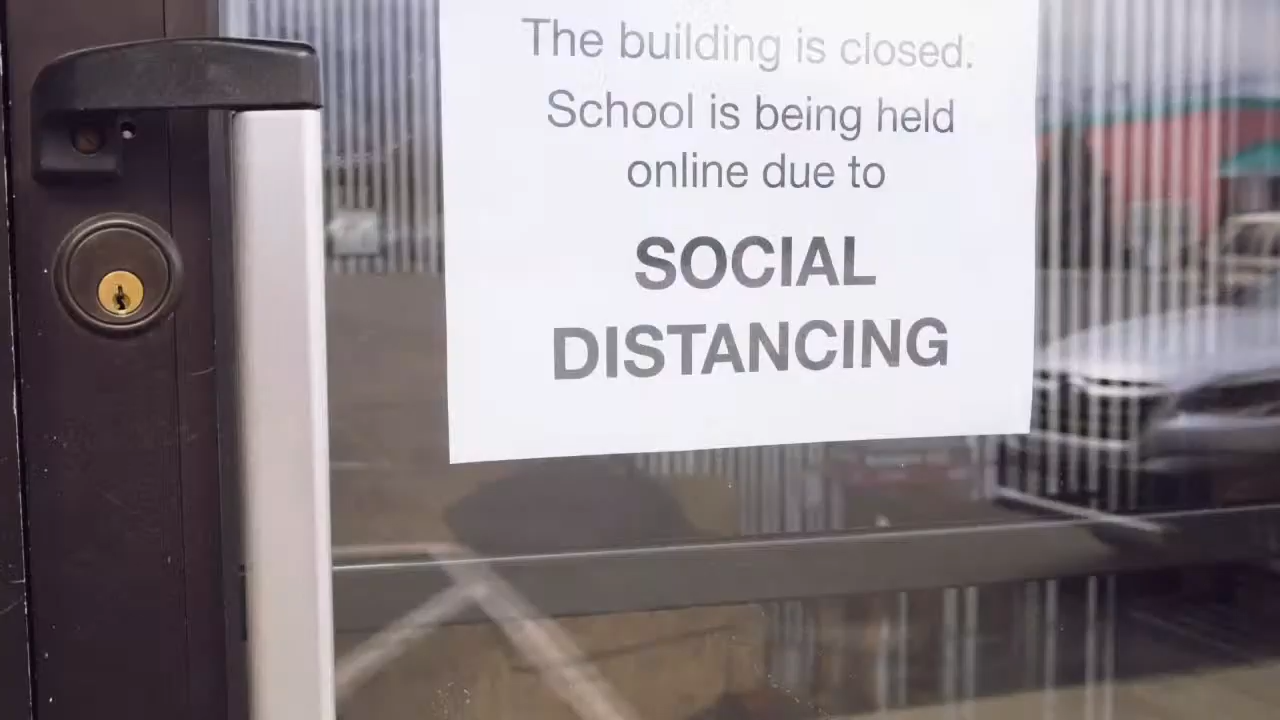 The building is closed.
School is being held
online due to
SOCIAL
DISTANCING